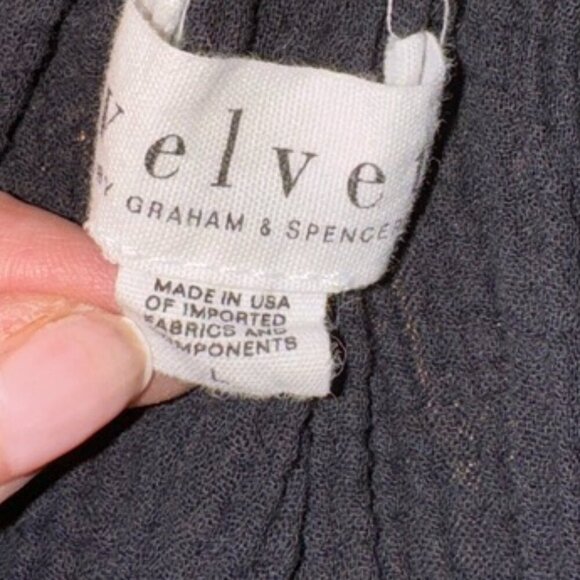 velvet
BY GRAHAM & SPENCER
MADE IN USA
OF IMPORTED
FABRICS AND
COMPONENTS
L